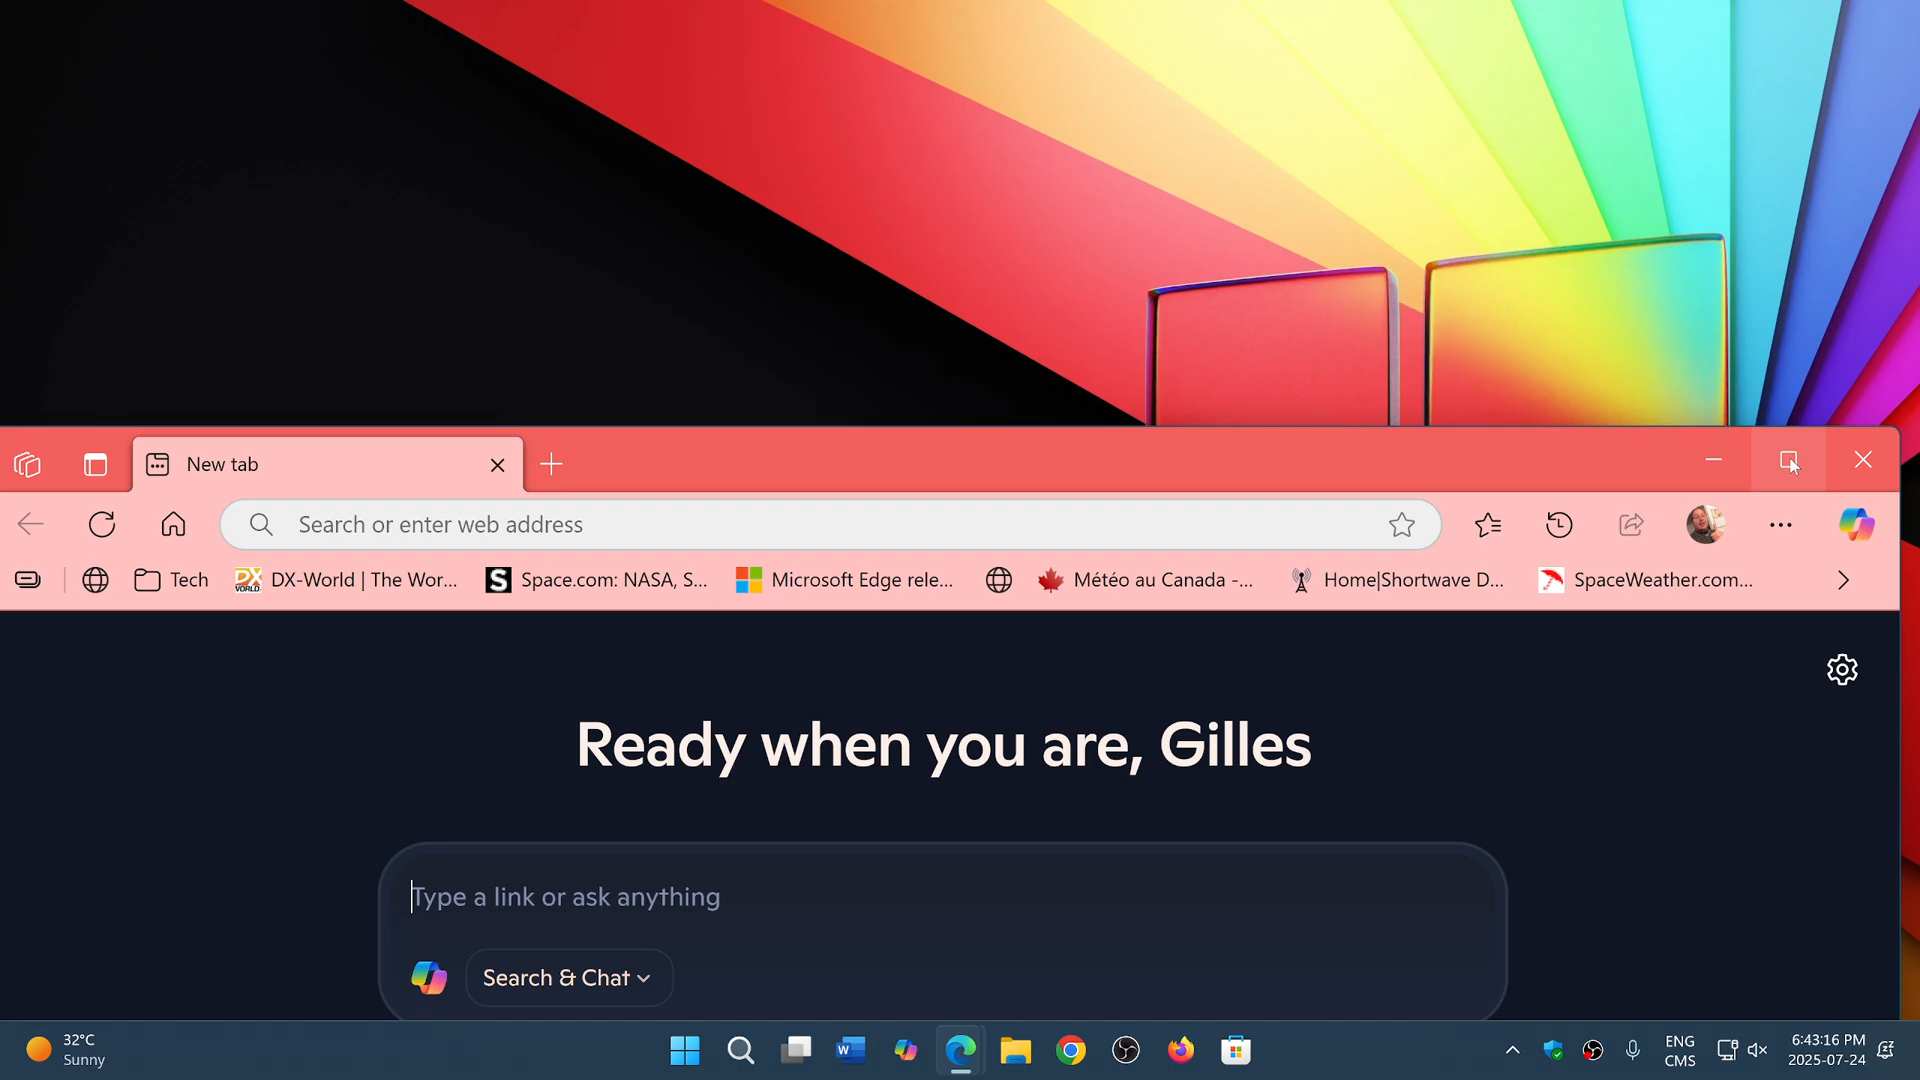 New tab
Search or enter web address
Tech
DX-World | The Wor...
Space.com: NASA, S...
Microsoft Edge rele...
Météo au Canada -...
Home|Shortwave D...
SpaceWeather.com...
Ready when you are, Gilles
Type a link or ask anything
Search & Chat
32°C
Sunny
ENG
CMS
6:43:16 PM
2025-07-24